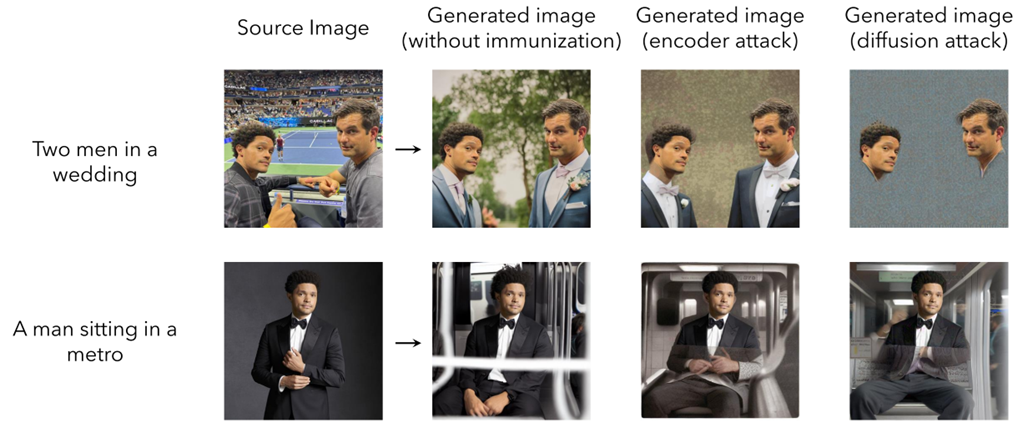 Source Image
Generated image
(without immunization)
Generated image
(encoder attack)
Generated image
(diffusion attack)
Two men in a
wedding
A man sitting in a
metro
CADILLAC